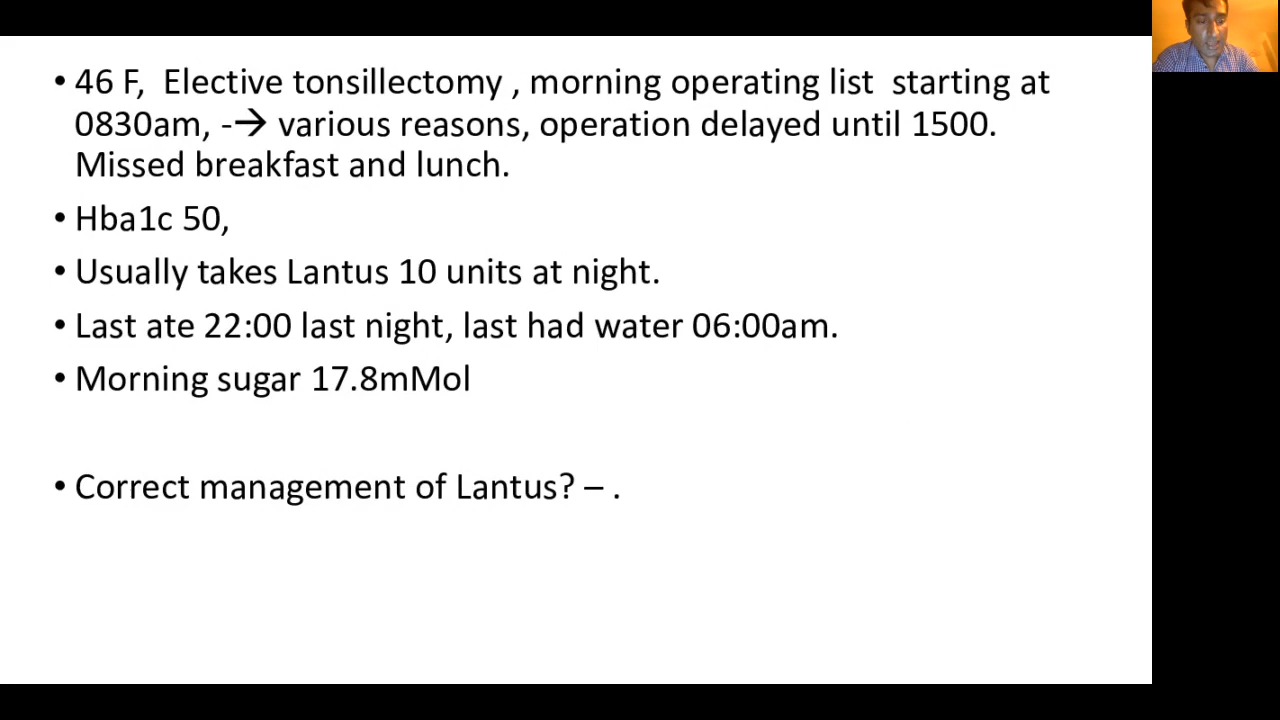 • 46 F,  Elective tonsillectomy , morning operating list  starting at
0830am, -→ various reasons, operation delayed until 1500.
Missed breakfast and lunch.
• Hba1c 50,
• Usually takes Lantus 10 units at night.
• Last ate 22:00 last night, last had water 06:00am.
• Morning sugar 17.8mMol
• Correct management of Lantus? – .